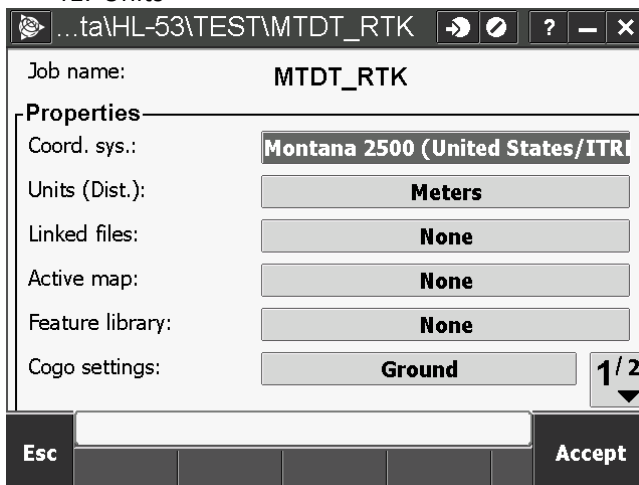 ...ta\HL-53\TEST\MTDT_RTK ? – X
Job name: MTDT_RTK
Properties
Coord. sys.: Montana 2500 (United States/ITRI
Units (Dist.): Meters
Linked files: None
Active map: None
Feature library: None
Cogo settings: Ground 1/2
Esc Accept